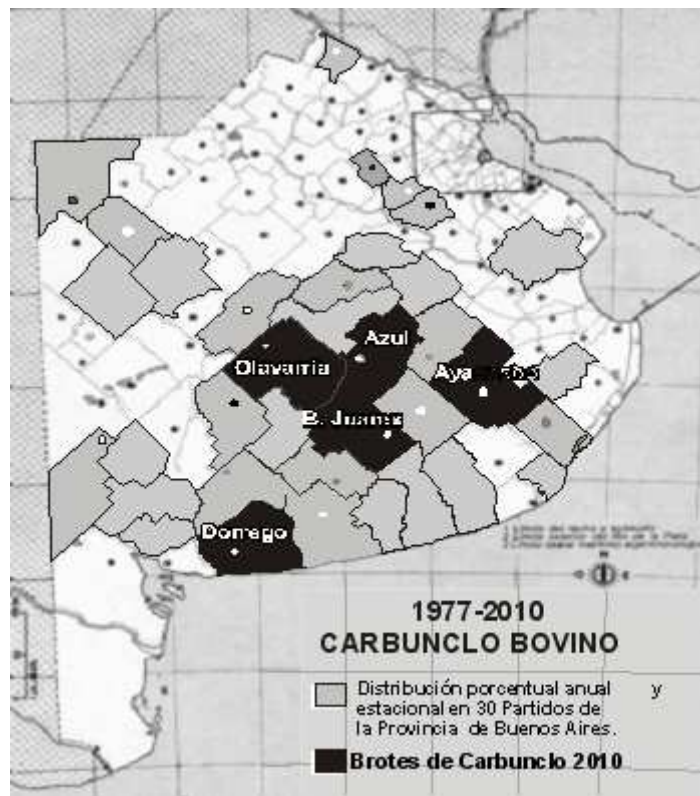 Azul
Olavarria
Aya
B. Juarez
Dorrego
1977-2010
CARBUNCLO BOVINO
Distribución porcentual anual y
estacional en 30 Partidos de
la Provincia de Buenos Aires.
Brotes de Carbunclo 2010